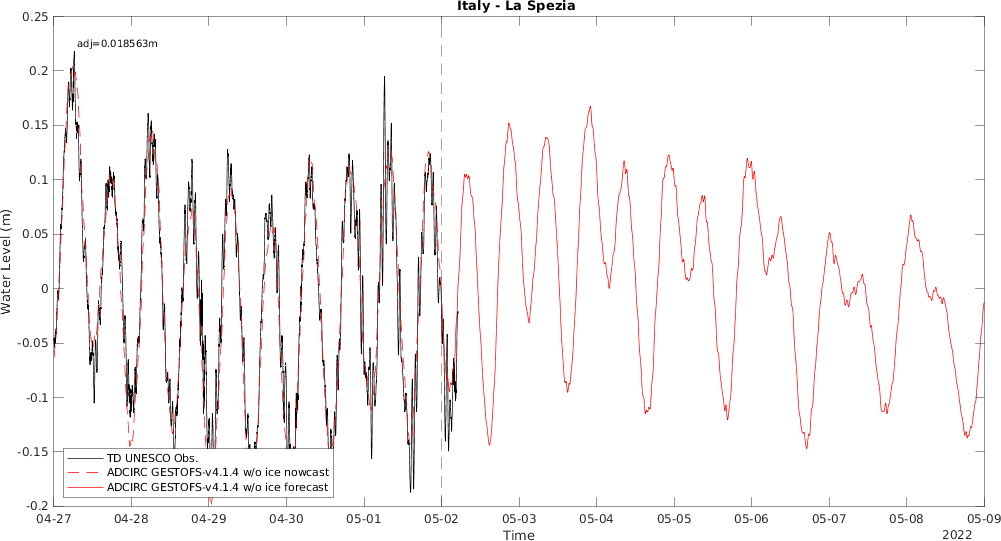 Italy - La Spezia
0.25
adj=0.018563m
0.2
0.15
0.1
0.05
0
-0.05
-0.1
-0.15
-0.2
Water Level (m)
TD UNESCO Obs.
ADCIRC GESTOFS-v4.1.4 w/o ice nowcast
ADCIRC GESTOFS-v4.1.4 w/o ice forecast
04-27 04-28 04-29 04-30 05-01 05-02 05-03 05-04 05-05 05-06 05-07 05-08 05-09
Time
2022